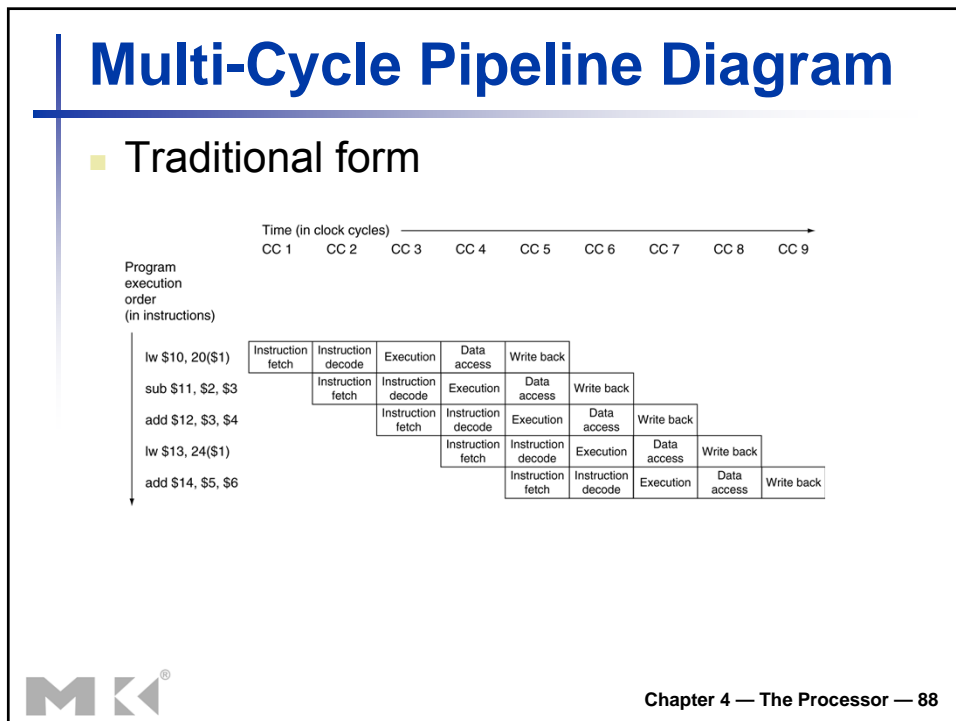 Multi-Cycle Pipeline Diagram
Traditional form
Time (in clock cycles)
CC 1 CC 2 CC 3 CC 4 CC 5 CC 6 CC 7 CC 8 CC 9
Program
execution
order
(in instructions)
lw $10, 20($1) Instruction fetch Instruction decode Execution Data access Write back
sub $11, $2, $3 Instruction fetch Instruction decode Execution Data access Write back
add $12, $3, $4 Instruction fetch Instruction decode Execution Data access Write back
lw $13, 24($1) Instruction fetch Instruction decode Execution Data access Write back
add $14, $5, $6 Instruction fetch Instruction decode Execution Data access Write back
MK®
Chapter 4 — The Processor — 88